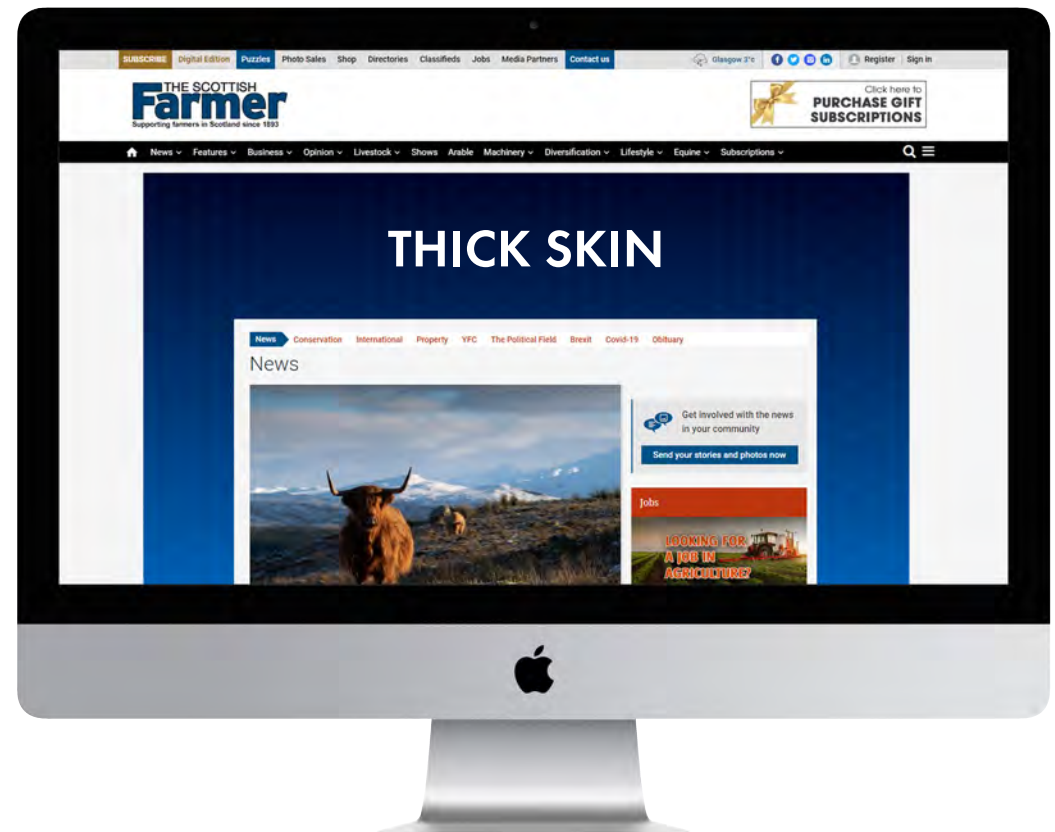 SUBSCRIBE Digital Edition Puzzles Photo Sales Shop Directories Classifieds Jobs Media Partners Contact us Glasgow 3°c Register Sign in
THE SCOTTISH
Farmer
Supporting farmers in Scotland since 1893
Click here to
PURCHASE GIFT
SUBSCRIPTIONS
News Features Business Opinion Livestock Shows Arable Machinery Diversification Lifestyle Equine Subscriptions
THICK SKIN
News Conservation International Property YFC The Political Field Brexit Covid-19 Obituary
News
Get involved with the news
in your community
Send your stories and photos now
Jobs
LOOKING FOR
A JOB IN
AGRICULTURE?